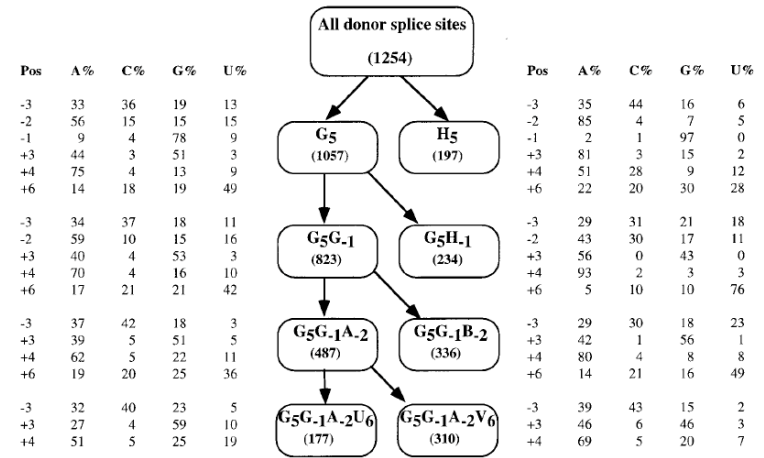 All donor splice sites
(1254)
Pos A% C% G% U% Pos A% C% G% U%
-3 33 36 19 13 G5 H5 -3 35 44 16 6
-2 56 15 15 15 (1057) (197) -2 85 4 7 5
-1 9 4 78 9 -1 2 1 97 0
+3 44 3 51 3 +3 81 3 15 2
+4 75 4 13 9 +4 51 28 9 12
+6 14 18 19 49 +6 22 20 30 28
-3 34 37 18 11 G5G-1 G5H-1 -3 29 31 21 18
-2 59 10 15 16 (823) (234) -2 43 30 17 11
+3 40 4 53 3 +3 56 0 43 0
+4 70 4 16 10 +4 93 2 3 3
+6 17 21 21 42 +6 5 10 10 76
-3 37 42 18 3 G5G-1A-2 G5G-1B-2 -3 29 30 18 23
+3 39 5 51 5 (487) (336) +3 42 1 56 1
+4 62 5 22 11 +4 80 4 8 8
+6 19 20 25 36 +6 14 21 16 49
-3 32 40 23 5 G5G-1A-2U6 G5G-1A-2V6 -3 39 43 15 2
+3 27 4 59 10 (177) (310) +3 46 6 46 3
+4 51 5 25 19 +4 69 5 20 7